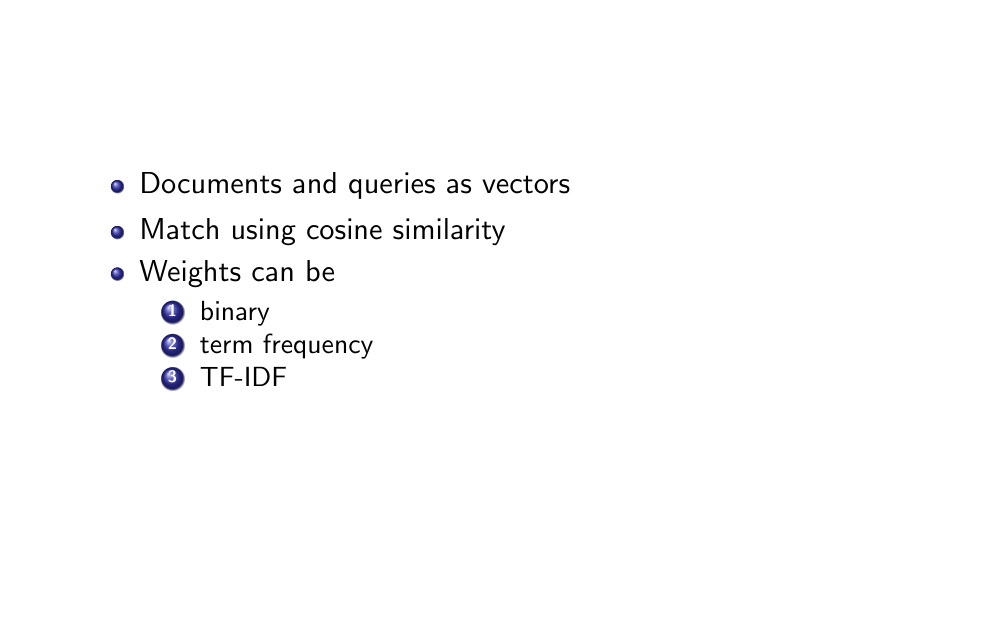 Documents and queries as vectors
Match using cosine similarity
Weights can be
1 binary
2 term frequency
3 TF-IDF